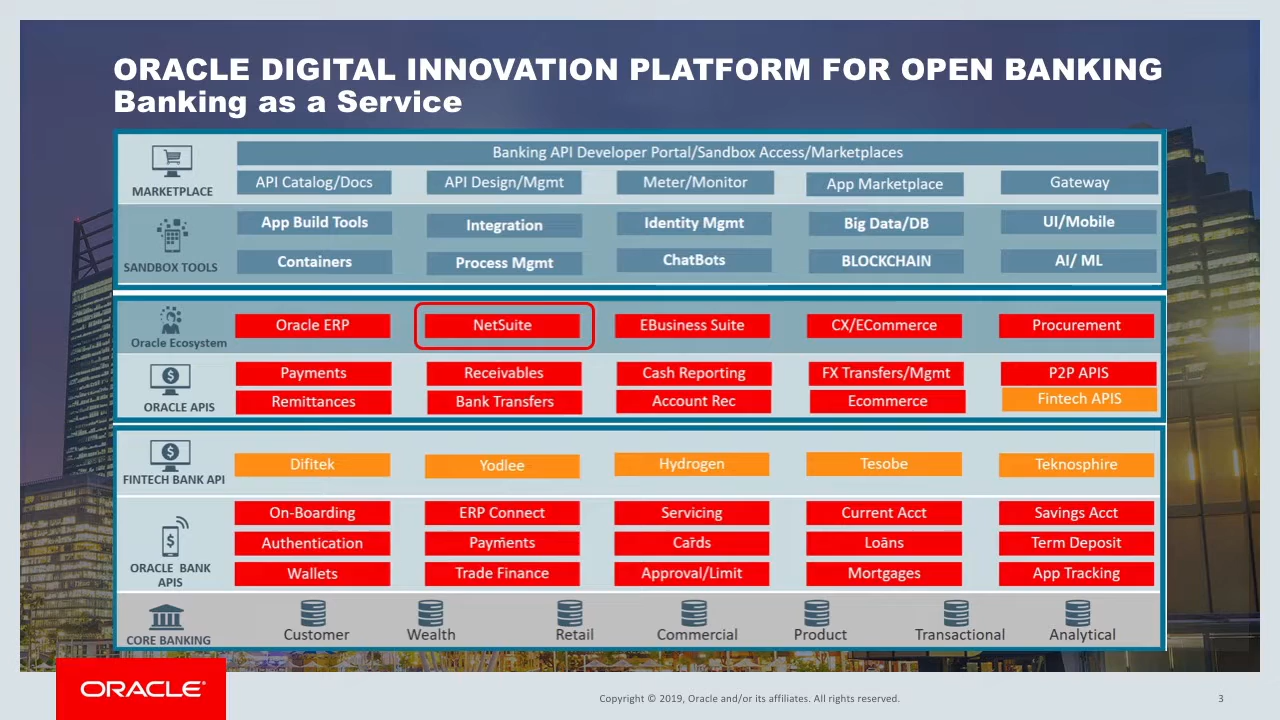 ORACLE DIGITAL INNOVATION PLATFORM FOR OPEN BANKING
Banking as a Service
Banking API Developer Portal/Sandbox Access/Marketplaces
MARKETPLACE
API Catalog/Docs
API Design/Mgmt
Meter/Monitor
App Marketplace
Gateway
SANDBOX TOOLS
App Build Tools
Integration
Identity Mgmt
Big Data/DB
UI/Mobile
Containers
Process Mgmt
ChatBots
BLOCKCHAIN
AI/ ML
Oracle Ecosystem
Oracle ERP
NetSuite
EBusiness Suite
CX/ECommerce
Procurement
ORACLE APIS
Payments
Receivables
Cash Reporting
FX Transfers/Mgmt
P2P APIS
Remittances
Bank Transfers
Account Rec
Ecommerce
Fintech APIS
FINTECH BANK API
Difitek
Yodlee
Hydrogen
Tesobe
Teknosphire
ORACLE BANK
APIS
On-Boarding
ERP Connect
Servicing
Current Acct
Savings Acct
Authentication
Payments
Cards
Loans
Term Deposit
Wallets
Trade Finance
Approval/Limit
Mortgages
App Tracking
CORE BANKING
Customer
Wealth
Retail
Commercial
Product
Transactional
Analytical
ORACLE®
Copyright © 2019, Oracle and/or its affiliates. All rights reserved.
3